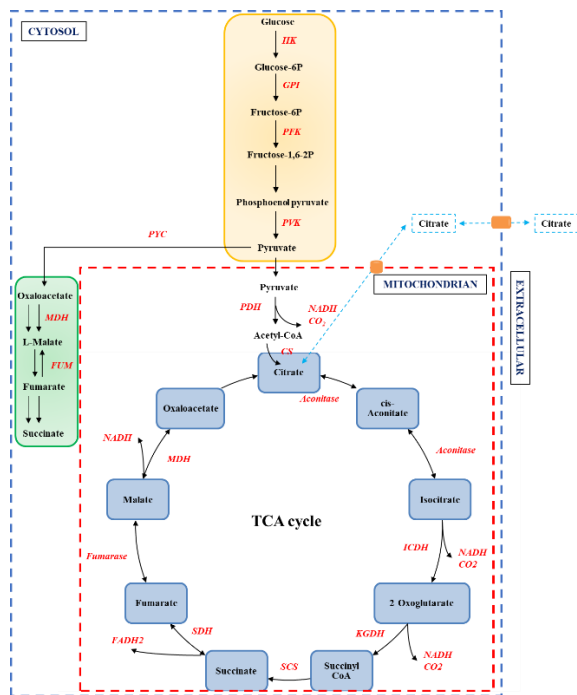 CYTOSOL
Glucose
HK
Glucose-6P
GPI
Fructose-6P
PFK
Fructose-1,6-2P
Phosphoenol pyruvate
PVK
Pyruvate
PYC
Citrate
Citrate
EXTRACELLULAR
MITOCHONDRIAN
Oxaloacetate
MDH
L-Malate
FUM
Fumarate
Succinate
Pyruvate
PDH
NADH
CO2
Acetyl-CoA
CS
Citrate
Aconitase
cis-
Aconitate
Aconitase
Isocitrate
ICDH
NADH
CO2
2 Oxoglutarate
KGDH
NADH
CO2
Succinyl
CoA
SCS
Succinate
SDH
FADH2
Fumarate
Fumarase
Malate
MDH
NADH
Oxaloacetate
TCA cycle